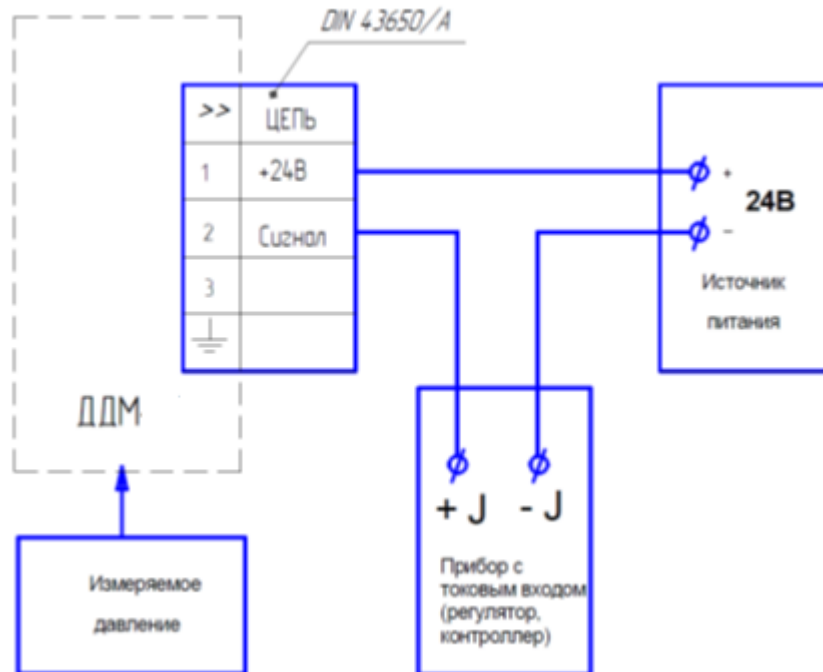 DIN 43650/А
>> ЦЕПЬ
1 +24В
2 Сигнал
3
+
24В
-
Источник
питания
ДДМ
+ J - J
Прибор с
токовым входом
(регулятор,
контроллер)
Измеряемое
давление